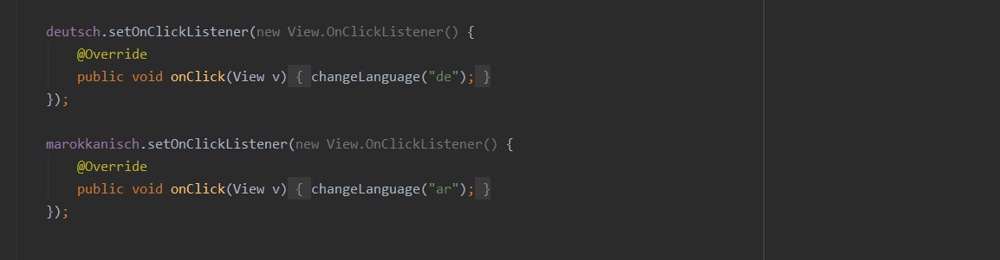 deutsch.setOnClickListener(new View.OnClickListener() {
@Override
public void onClick(View v) { changeLanguage("de"); }
});
marokkanisch.setOnClickListener(new View.OnClickListener() {
@Override
public void onClick(View v) { changeLanguage("ar"); }
});